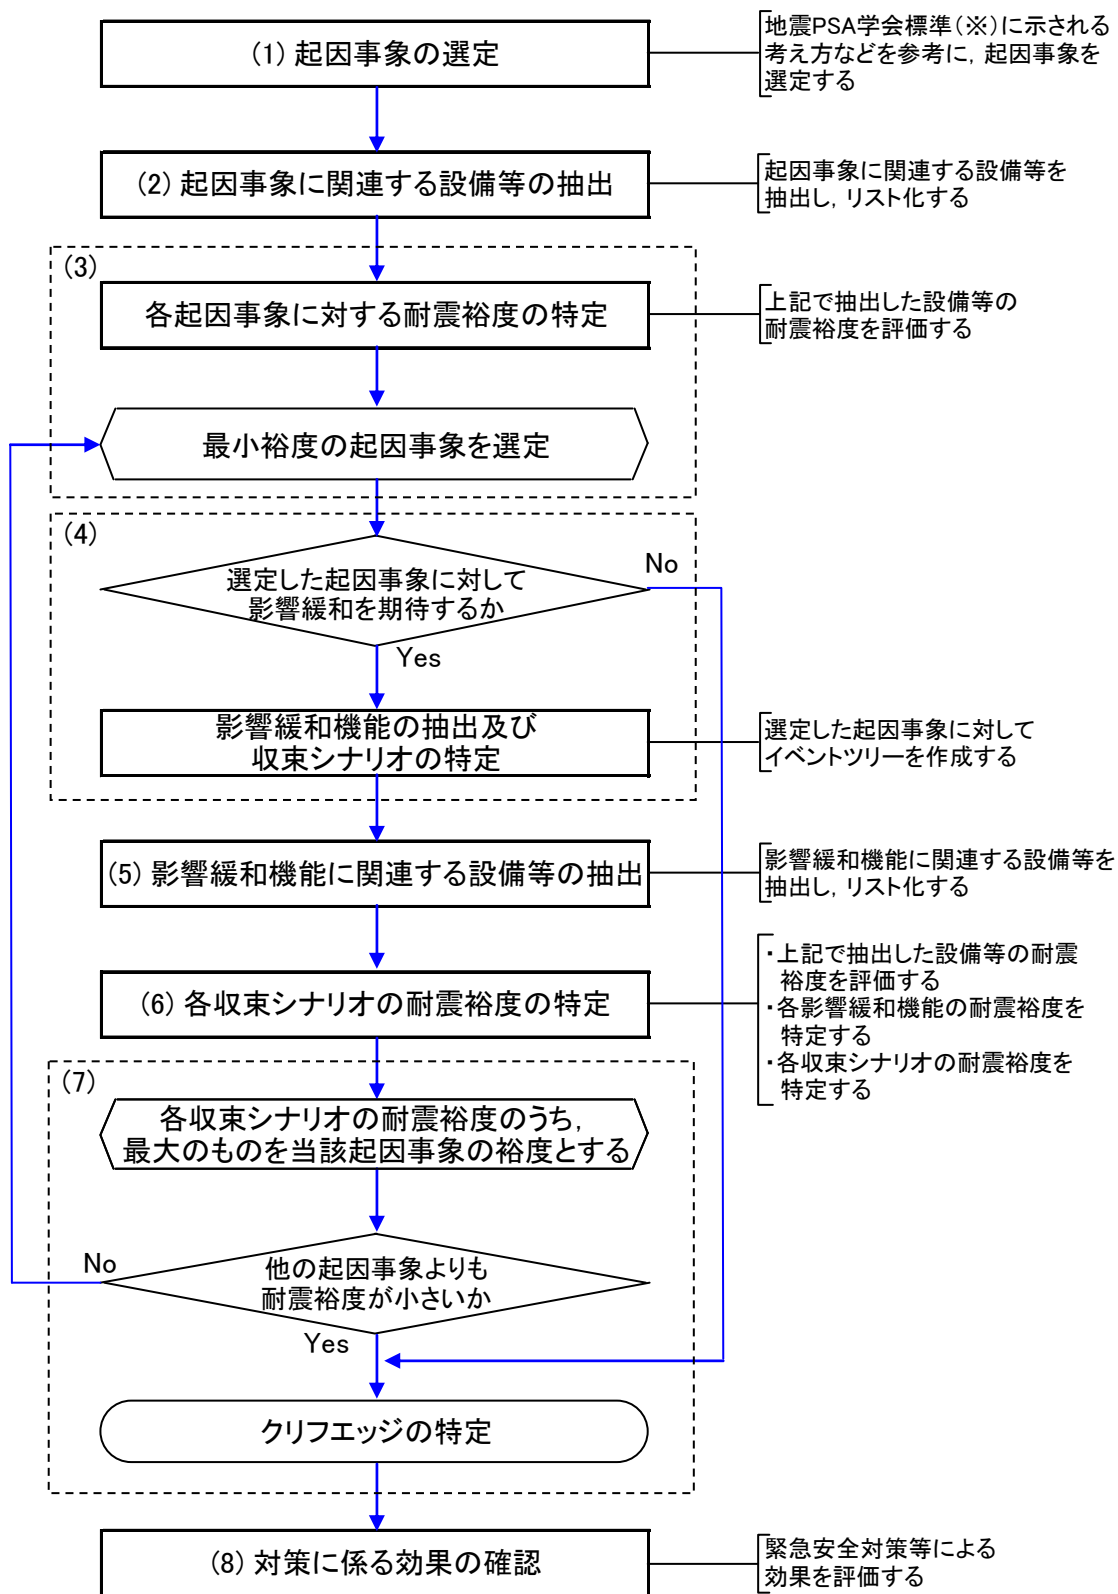 (1) 起因事象の選定
地震PSA学会標準(※)に示される
考え方などを参考に, 起因事象を
選定する
(2) 起因事象に関連する設備等の抽出
起因事象に関連する設備等を
抽出し, リスト化する
(3)
各起因事象に対する耐震裕度の特定
上記で抽出した設備等の
耐震裕度を評価する
最小裕度の起因事象を選定
(4)
選定した起因事象に対して
影響緩和を期待するか
No
Yes
影響緩和機能の抽出及び
収束シナリオの特定
選定した起因事象に対して
イベントツリーを作成する
(5) 影響緩和機能に関連する設備等の抽出
影響緩和機能に関連する設備等を
抽出し, リスト化する
(6) 各収束シナリオの耐震裕度の特定
・上記で抽出した設備等の耐震
裕度を評価する
・各影響緩和機能の耐震裕度を
特定する
・各収束シナリオの耐震裕度を
特定する
(7)
各収束シナリオの耐震裕度のうち,
最大のものを当該起因事象の裕度とする
No
他の起因事象よりも
耐震裕度が小さいか
Yes
クリフエッジの特定
(8) 対策に係る効果の確認
緊急安全対策等による
効果を評価する